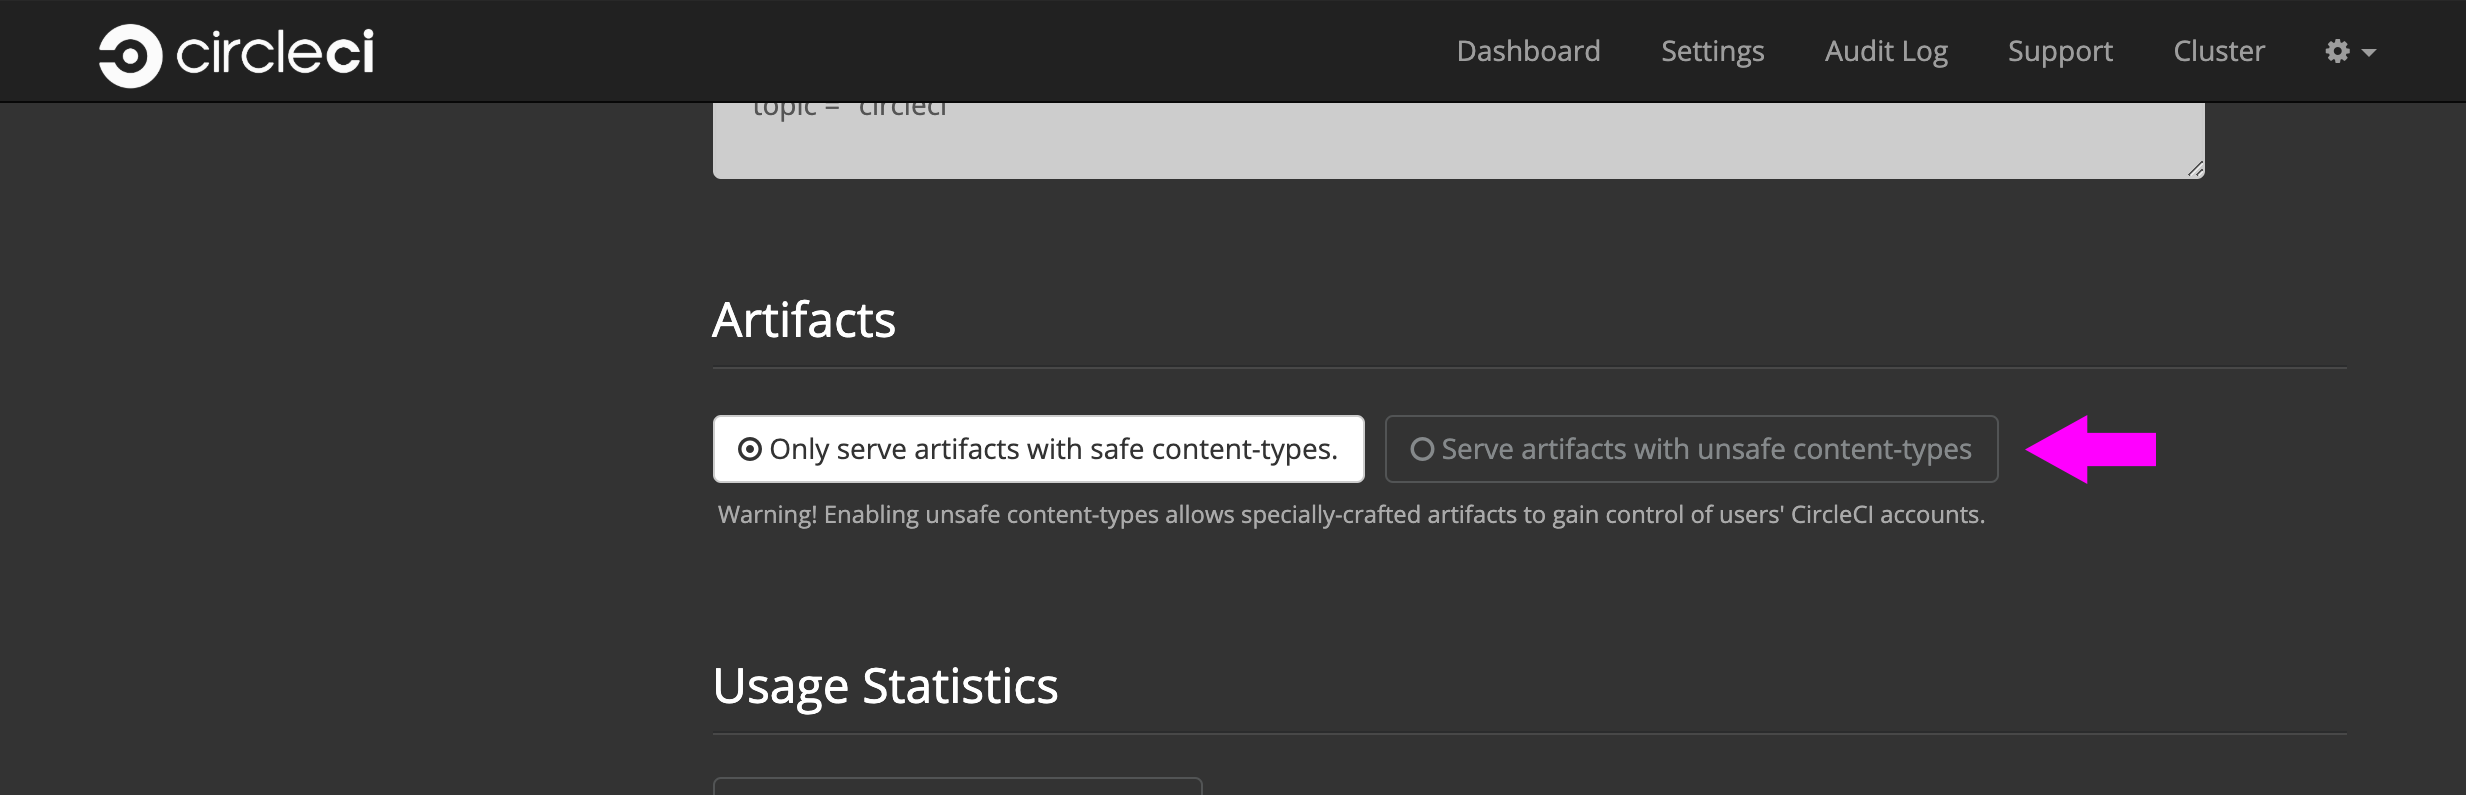 circleci
Dashboard Settings Audit Log Support Cluster
topic = "circleci"
Artifacts
Only serve artifacts with safe content-types.
Serve artifacts with unsafe content-types
Warning! Enabling unsafe content-types allows specially-crafted artifacts to gain control of users' CircleCI accounts.
Usage Statistics